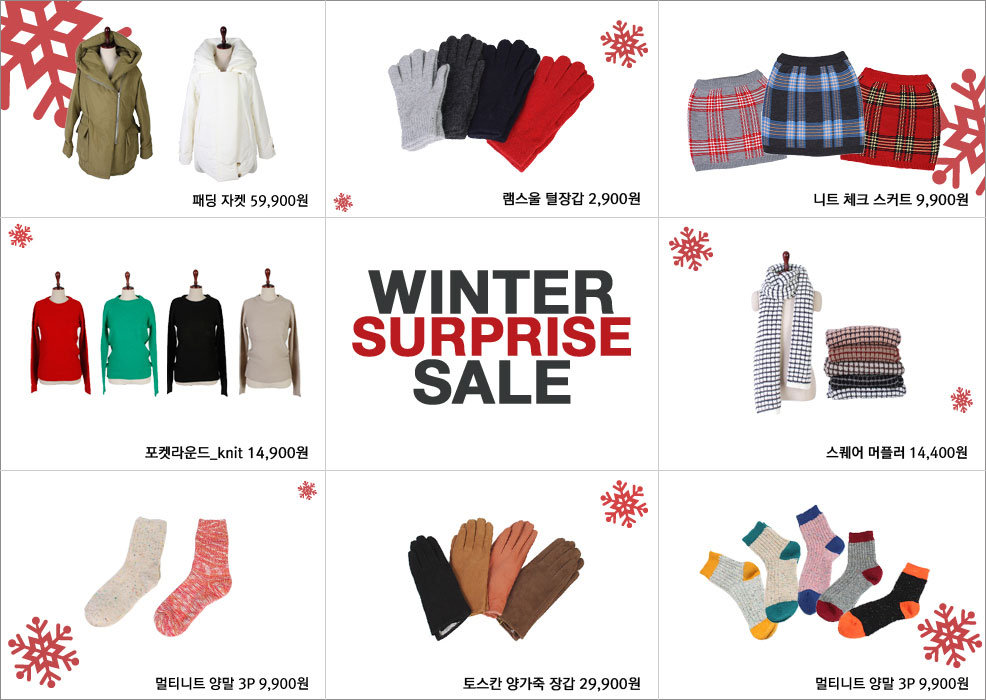 패딩 자켓 59,900원
램스울 털장갑 2,900원
니트 체크 스커트 9,900원
포켓라운드_knit 14,900원
WINTER
SURPRISE
SALE
스퀘어 머플러 14,400원
멀티니트 양말 3P 9,900원
토스칸 양가죽 장갑 29,900원
멀티니트 양말 3P 9,900원